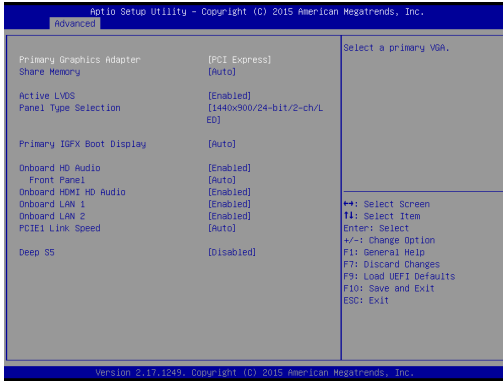 Aptio Setup Utility – Copyright (C) 2015 American Megatrends, Inc.
Advanced
Primary Graphics Adapter [PCI Express]
Share Memory [Auto]
Active LVDS [Enabled]
Panel Type Selection [1440x900/24-bit/2-ch/L
ED]
Primary IGFX Boot Display [Auto]
Onboard HD Audio [Enabled]
Front Panel [Auto]
Onboard HDMI HD Audio [Enabled]
Onboard LAN 1 [Enabled]
Onboard LAN 2 [Enabled]
PCIE1 Link Speed [Auto]
Deep S5 [Disabled]
Select a primary VGA.
↔: Select Screen
↑↓: Select Item
Enter: Select
+/-: Change Option
F1: General Help
F7: Discard Changes
F9: Load UEFI Defaults
F10: Save and Exit
ESC: Exit
Version 2.17.1249. Copyright (C) 2015 American Megatrends, Inc.